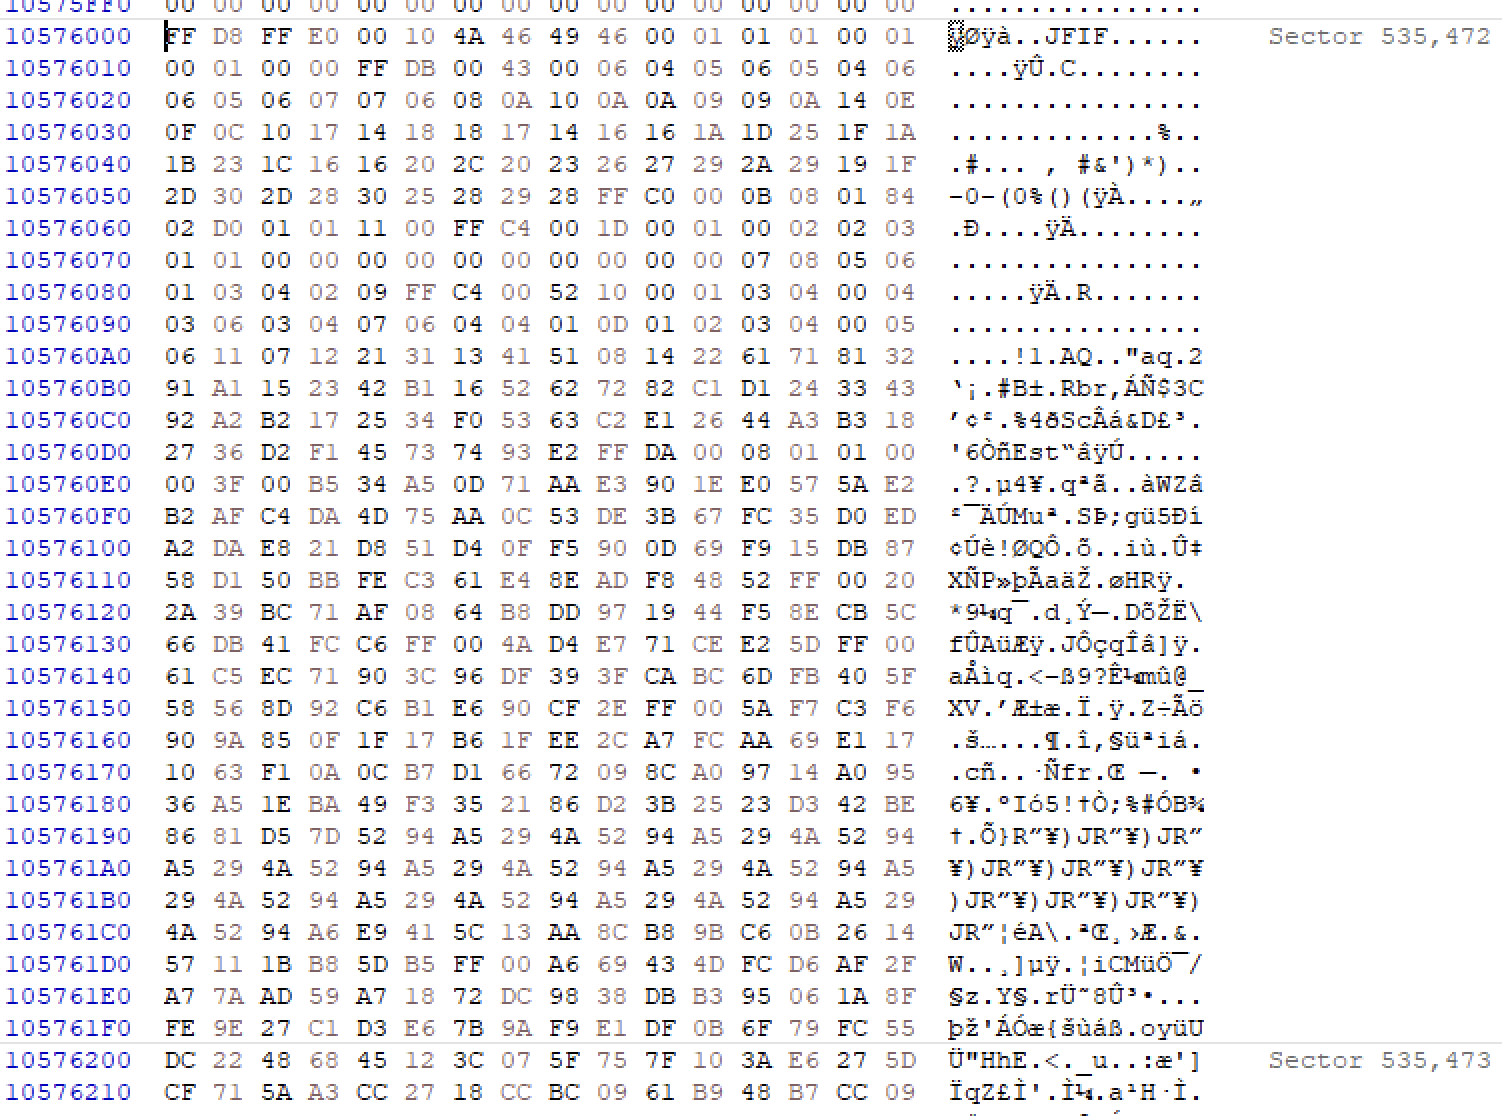 10575FF0 00 00 00 00 00 00 00 00 00 00 00 00 00 00 00 00 ................
10576000 FF D8 FF E0 00 10 4A 46 49 46 00 01 01 01 00 01 ÿØÿà..JFIF...... Sector 535,472
10576010 00 01 00 00 FF DB 00 43 00 06 04 05 06 05 04 06 ....ÿÛ.C........
10576020 06 05 06 07 07 06 08 0A 10 0A 0A 09 09 0A 14 0E ................
10576030 0F 0C 10 17 14 18 18 17 14 16 16 1A 1D 25 1F 1A .............%..
10576040 1B 23 1C 16 16 20 2C 20 23 26 27 29 2A 29 19 1F .#... , #&')*)..
10576050 2D 30 2D 28 30 25 28 29 28 FF C0 00 0B 08 01 84 -0-(0%()(ÿÀ....„
10576060 02 D0 01 01 11 00 FF C4 00 1D 00 01 00 02 02 03 .Ð....ÿÄ........
10576070 01 01 00 00 00 00 00 00 00 00 00 00 07 08 05 06 ................
10576080 01 03 04 02 09 FF C4 00 52 10 00 01 03 04 00 04 .....ÿÄ.R.......
10576090 03 06 03 04 07 06 04 04 01 0D 01 02 03 04 00 05 ................
105760A0 06 11 07 12 21 31 13 41 51 08 14 22 61 71 81 32 ....!1.AQ.."aq.2
105760B0 91 A1 15 23 42 B1 16 52 62 72 82 C1 D1 24 33 43 ‘¡.#B±.Rbr‚ÁÑ$3C
105760C0 92 A2 B2 17 25 34 F0 53 63 C2 E1 26 44 A3 B3 18 ’¢².%4ðScÂá&D£³.
105760D0 27 36 D2 F1 45 73 74 93 E2 FF DA 00 08 01 01 00 '6ÒñEst“âÿÚ.....
105760E0 00 3F 00 B5 34 A5 0D 71 AA E3 90 1E E0 57 5A E2 .?.µ4¥.qªã..àWZâ
105760F0 B2 AF C4 DA 4D 75 AA 0C 53 DE 3B 67 FC 35 D0 ED ²¯ÄÚMuª.SÞ;gü5Ðí
10576100 A2 DA E8 21 D8 51 D4 0F F5 90 0D 69 F9 15 DB 87 ¢Úè!ØQÔ.õ..iù.Û‡
10576110 58 D1 50 BB FE C3 61 E4 8E AD F8 48 52 FF 00 20 XÑP»þÃaäŽ.øHRÿ.
10576120 2A 39 BC 71 AF 08 64 B8 DD 97 19 44 F5 8E CB 5C *9¼q¯.d¸Ý—.DõŽË\
10576130 66 DB 41 FC C6 FF 00 4A D4 E7 71 CE E2 5D FF 00 fÛAüÆÿ.JÔçqÎâ]ÿ.
10576140 61 C5 EC 71 90 3C 96 DF 39 3F CA BC 6D FB 40 5F aÅìq.<–ß9?Ê¼mû@_
10576150 58 56 8D 92 C6 B1 E6 90 CF 2E FF 00 5A F7 C3 F6 XV.’Æ±æ.Ï.ÿ.Z÷Ãö
10576160 90 9A 85 0F 1F 17 B6 1F EE 2C A7 FC AA 69 E1 17 .š…...¶.î,§üªiá.
10576170 10 63 F1 0A 0C B7 D1 66 72 09 8C A0 97 14 A0 95 .cñ..·Ñfr.Œ —. •
10576180 36 A5 1E BA 49 F3 35 21 86 D2 3B 25 23 D3 42 BE 6¥.ºIó5!†Ò;%#ÓB¾
10576190 86 81 D5 7D 52 94 A5 29 4A 52 94 A5 29 4A 52 94 †.Õ}R”¥)JR”¥)JR”
105761A0 A5 29 4A 52 94 A5 29 4A 52 94 A5 29 4A 52 94 A5 ¥)JR”¥)JR”¥)JR”¥
105761B0 29 4A 52 94 A5 29 4A 52 94 A5 29 4A 52 94 A5 29 )JR”¥)JR”¥)JR”¥)
105761C0 4A 52 94 A6 E9 41 5C 13 AA 8C B8 9B C6 0B 26 14 JR”¦éA\.ªŒ¸›Æ.&.
105761D0 57 11 1B B8 5D B5 FF 00 A6 69 43 4D FC D6 AF 2F W..¸]µÿ.¦iCMüÖ¯/
105761E0 A7 7A AD 59 A7 18 72 DC 98 38 DB B3 95 06 1A 8F §z.Y§.rÜ˜8Û³•...
105761F0 FE 9E 27 C1 D3 E6 7B 9A F9 E1 DF 0B 6F 79 FC 55 þž'ÁÓæ{šùáß.oyüU
10576200 DC 22 48 68 45 12 3C 07 5F 75 7F 10 3A E6 27 5D Ü"HhE.<._u..:æ'] Sector 535,473
10576210 CF 71 5A A3 CC 27 18 CC BC 09 61 B9 48 B7 CC 09 ÏqZ£Ì'.Ì¼.a¹H·Ì.